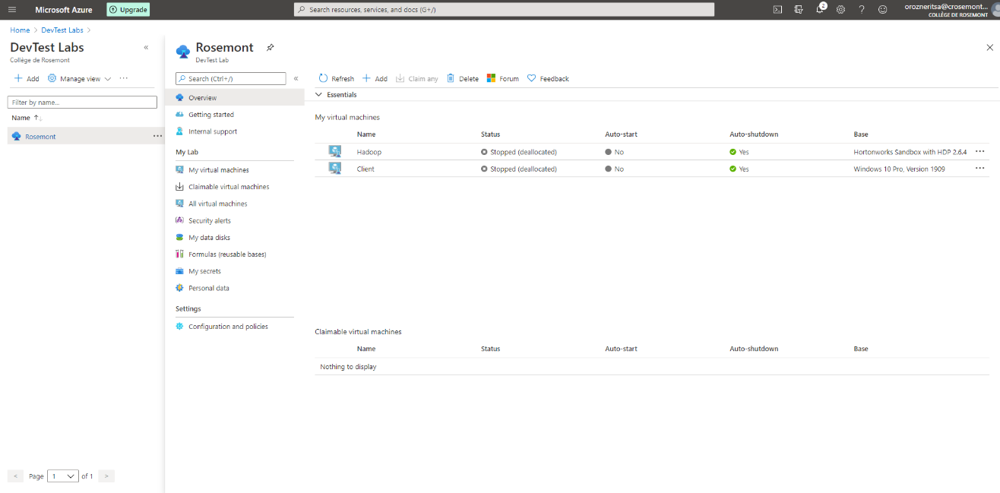 Microsoft Azure
Upgrade
Search resources, services, and docs (G+/)
2
orozneritsa@crosemont...
COLLÈGE DE ROSEMONT
Home > DevTest Labs >
DevTest Labs
Collège de Rosemont
«
+ Add
Manage view
...
Filter by name...
Name ↑↓
Rosemont
...
Page 1 of 1
< >
Rosemont
DevTest Lab
Search (Ctrl+/)
«
Overview
Getting started
Internal support
My Lab
My virtual machines
Claimable virtual machines
All virtual machines
Security alerts
My data disks
Formulas (reusable bases)
My secrets
Personal data
Settings
Configuration and policies
Refresh + Add Claim any Delete Forum Feedback
Essentials
My virtual machines
Name Status Auto-start Auto-shutdown Base
Hadoop Stopped (deallocated) No Yes Hortonworks Sandbox with HDP 2.6.4 ...
Client Stopped (deallocated) No Yes Windows 10 Pro, Version 1909 ...
Claimable virtual machines
Name Status Auto-start Auto-shutdown Base
Nothing to display